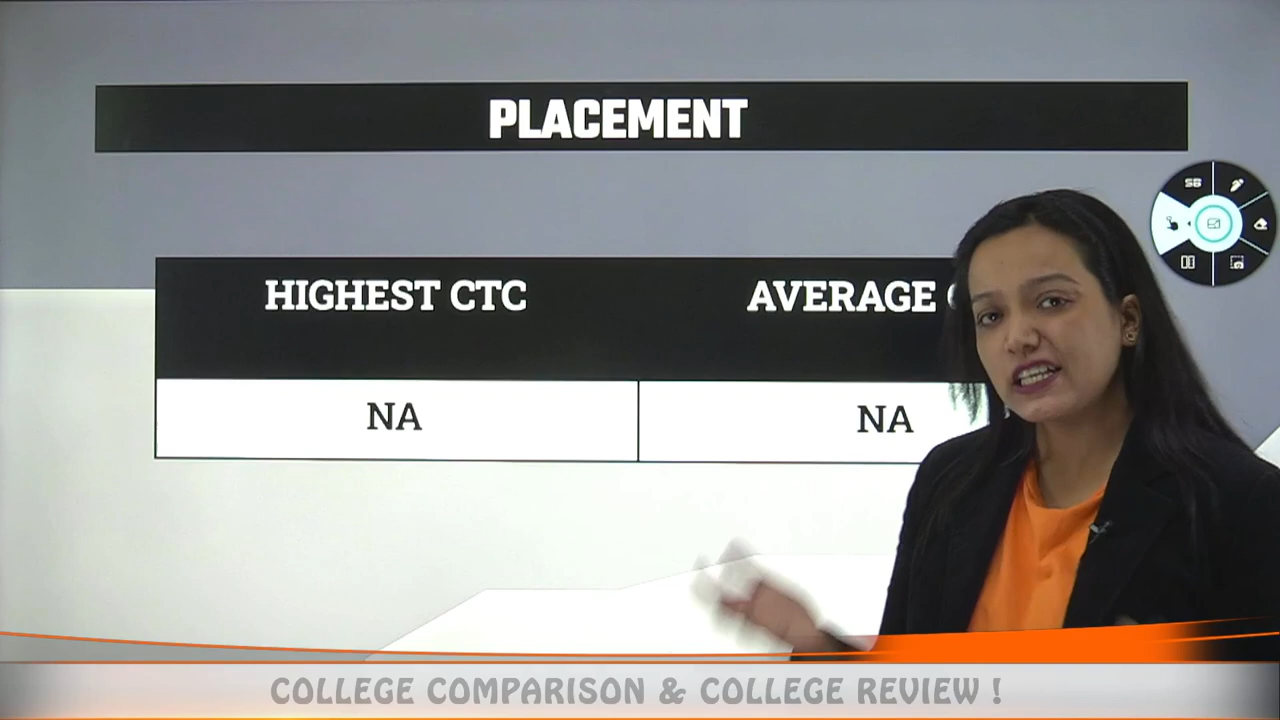 PLACEMENT
HIGHEST CTC
AVERAGE
NA
NA
COLLEGE COMPARISON & COLLEGE REVIEW !